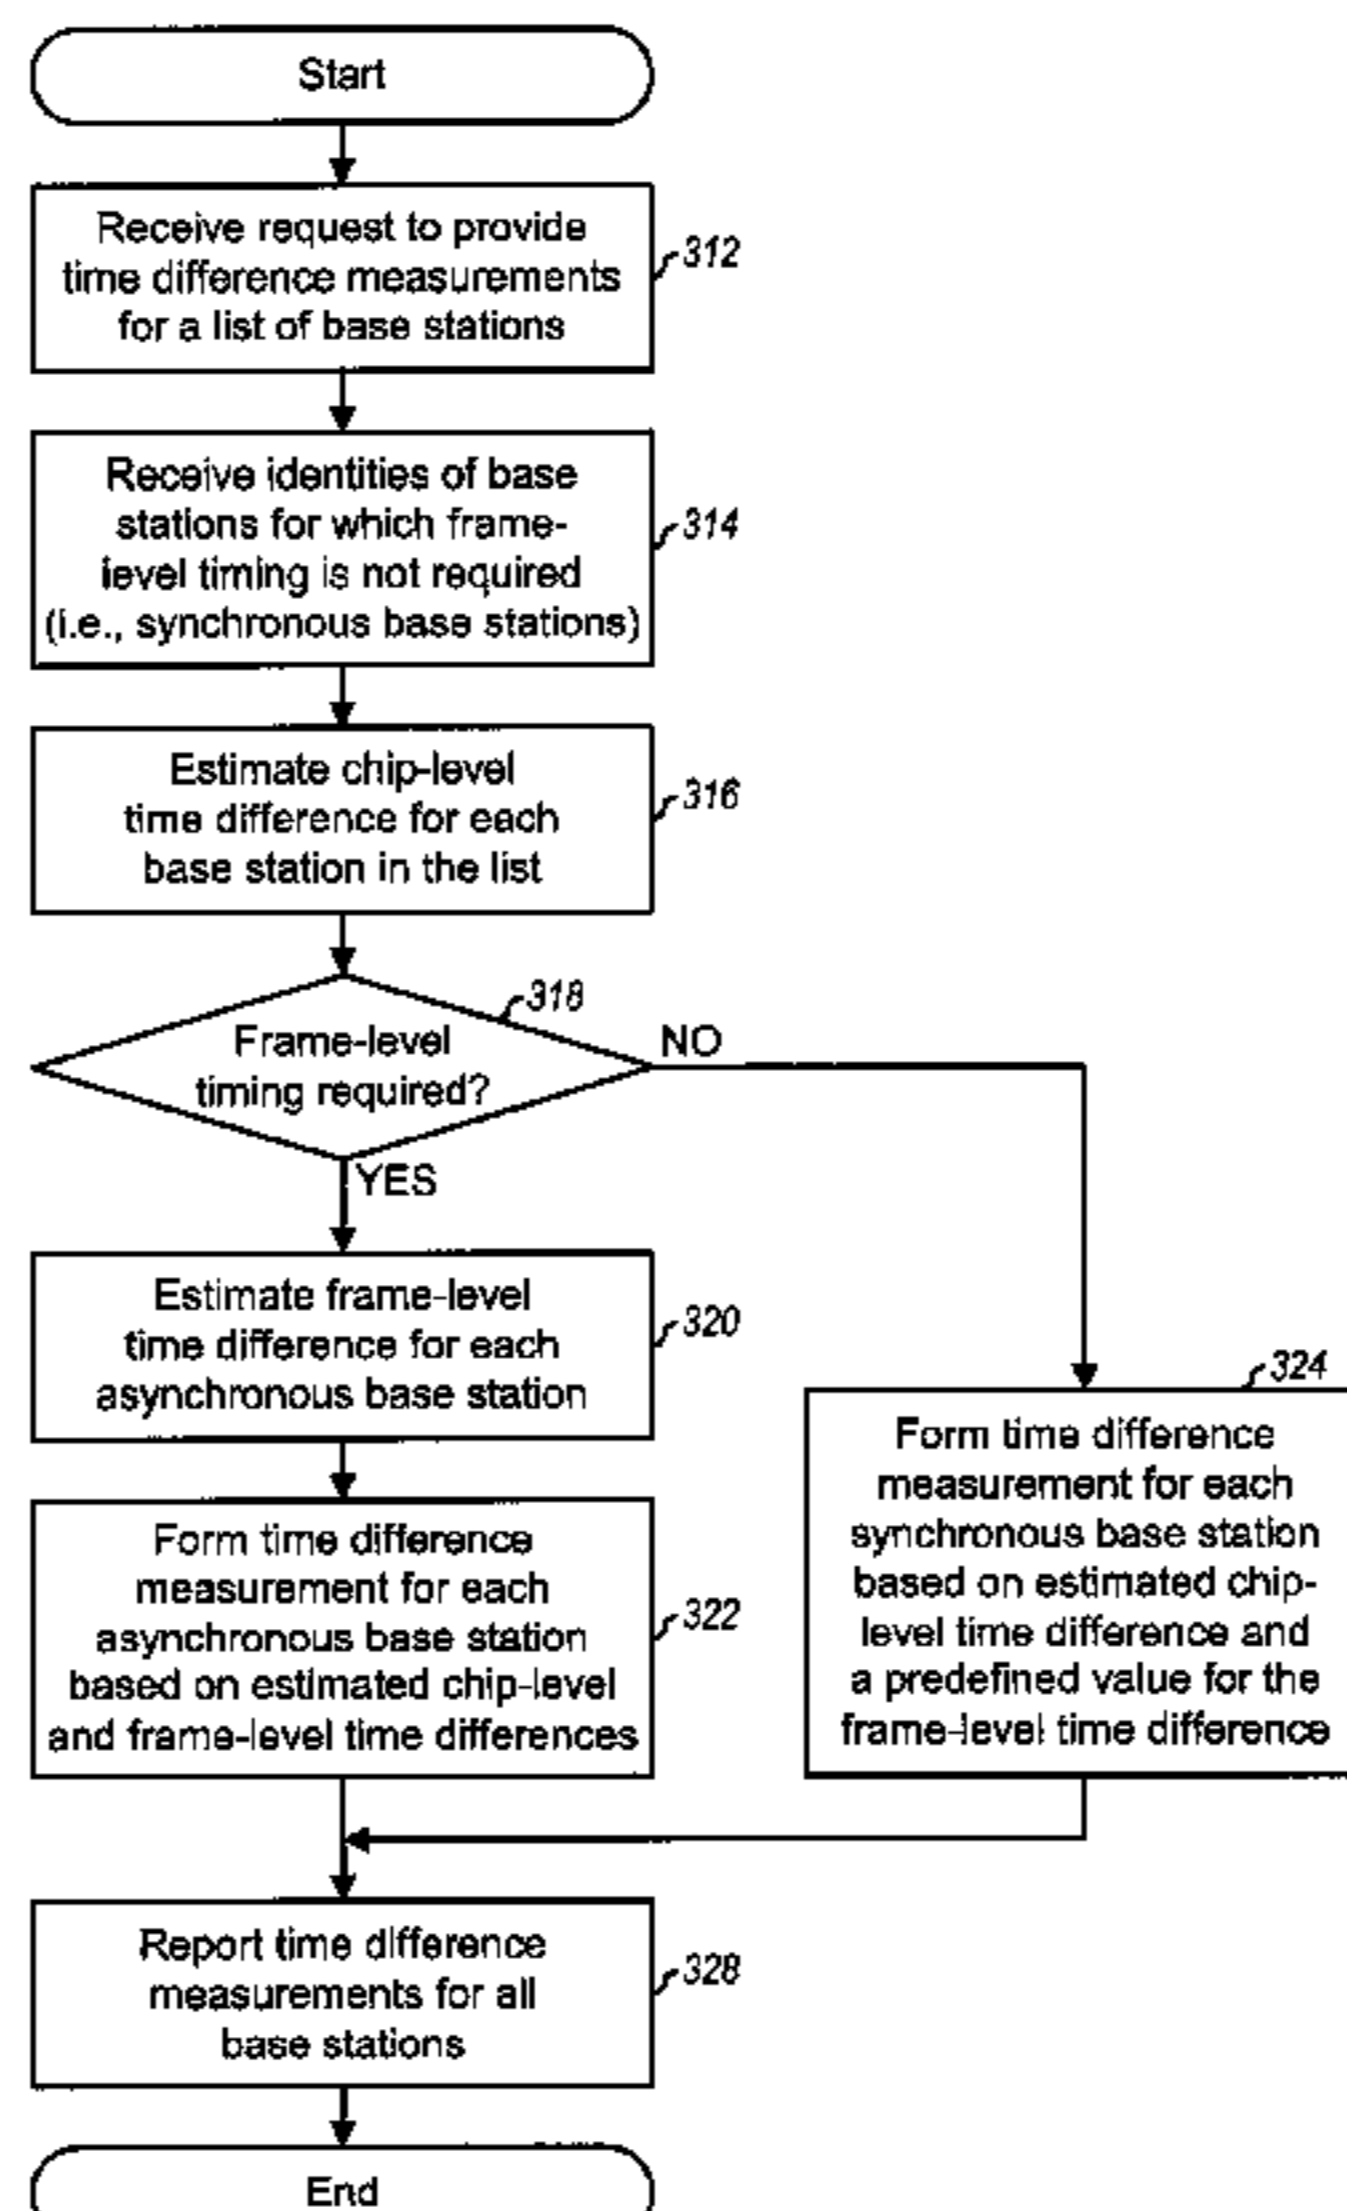 Start
Receive request to provide
time difference measurements
for a list of base stations
312
Receive identities of base
stations for which frame-
level timing is not required
(i.e., synchronous base stations)
314
Estimate chip-level
time difference for each
base station in the list
316
318
Frame-level
timing required?
NO
YES
Estimate frame-level
time difference for each
asynchronous base station
320
Form time difference
measurement for each
asynchronous base station
based on estimated chip-level
and frame-level time differences
322
324
Form time difference
measurement for each
synchronous base station
based on estimated chip-
level time difference and
a predefined value for the
frame-level time difference
Report time difference
measurements for all
base stations
328
End